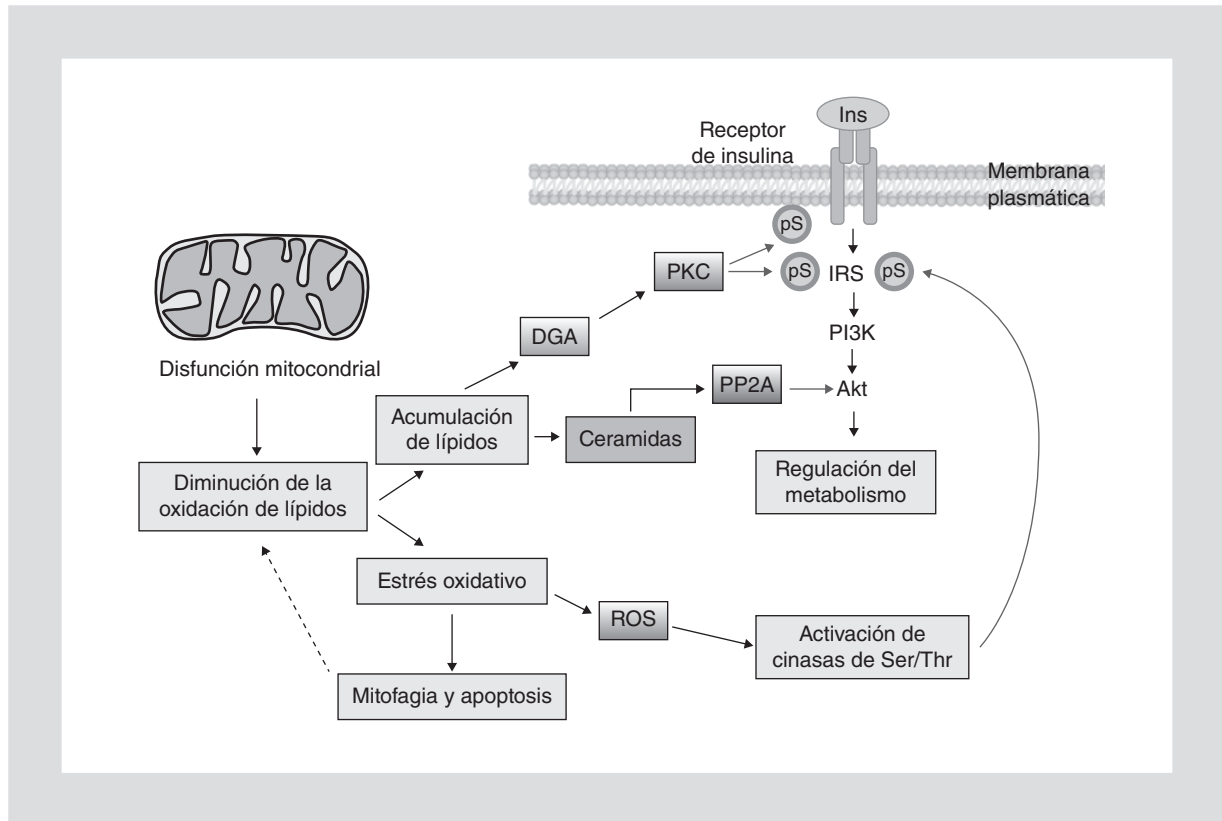 Ins
Receptor
de insulina
Membrana
plasmática
pS
PKC
pS
IRS
pS
DGA
PI3K
Disfunción mitocondrial
PP2A
Akt
Acumulación
de lípidos
Ceramidas
Regulación del
metabolismo
Diminución de la
oxidación de lípidos
Estrés oxidativo
ROS
Activación de
cinasas de Ser/Thr
Mitofagia y apoptosis